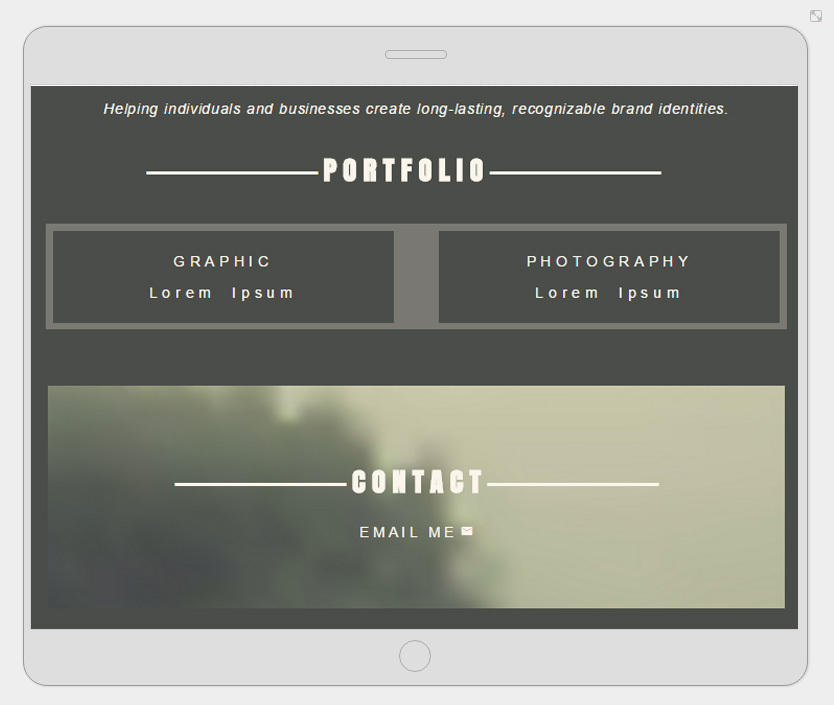 Helping individuals and businesses create long-lasting, recognizable brand identities.
PORTFOLIO
GRAPHIC
Lorem Ipsum
PHOTOGRAPHY
Lorem Ipsum
CONTACT
EMAIL ME